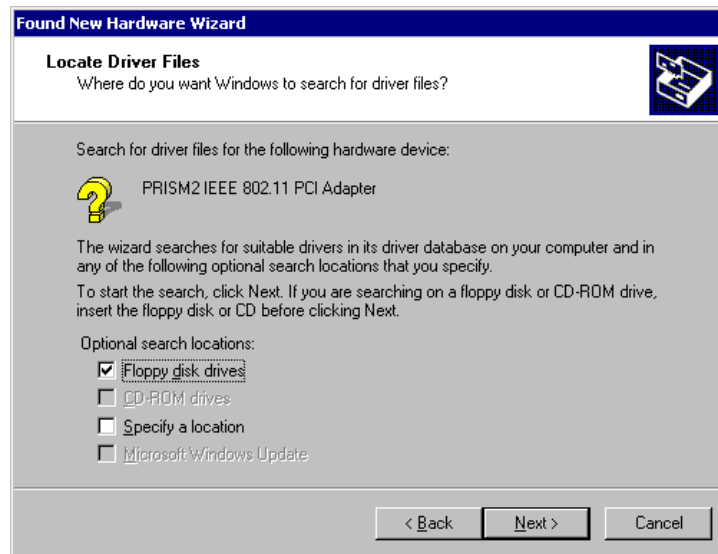 Found New Hardware Wizard
Locate Driver Files
Where do you want Windows to search for driver files?
Search for driver files for the following hardware device:
PRISM2 IEEE 802.11 PCI Adapter
The wizard searches for suitable drivers in its driver database on your computer and in
any of the following optional search locations that you specify.
To start the search, click Next. If you are searching on a floppy disk or CD-ROM drive,
insert the floppy disk or CD before clicking Next.
Optional search locations:
Floppy disk drives
CD-ROM drives
Specify a location
Microsoft Windows Update
< Back Next > Cancel